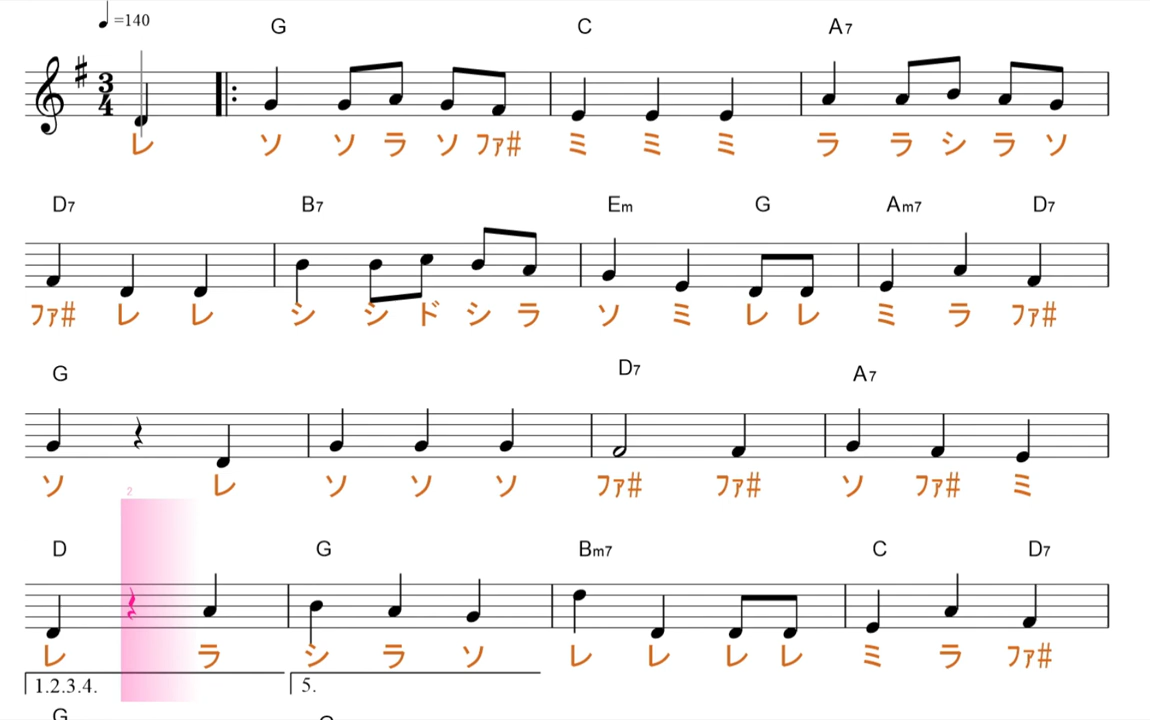 ♩=140
G C A7
3
4
レ ソ ソ ラ ソ ファ# ミ ミ ミ ラ ラ シ ラ ソ
D7 B7 Em G Am7 D7
ファ# レ レ シ シ ド シ ラ ソ ミ レ レ ミ ラ ファ#
G D7 A7
ソ レ ソ ソ ソ ファ# ファ# ソ ファ# ミ
2
D G Bm7 C D7
レ ラ シ ラ ソ レ レ レ レ ミ ラ ファ#
1.2.3.4. 5.
G